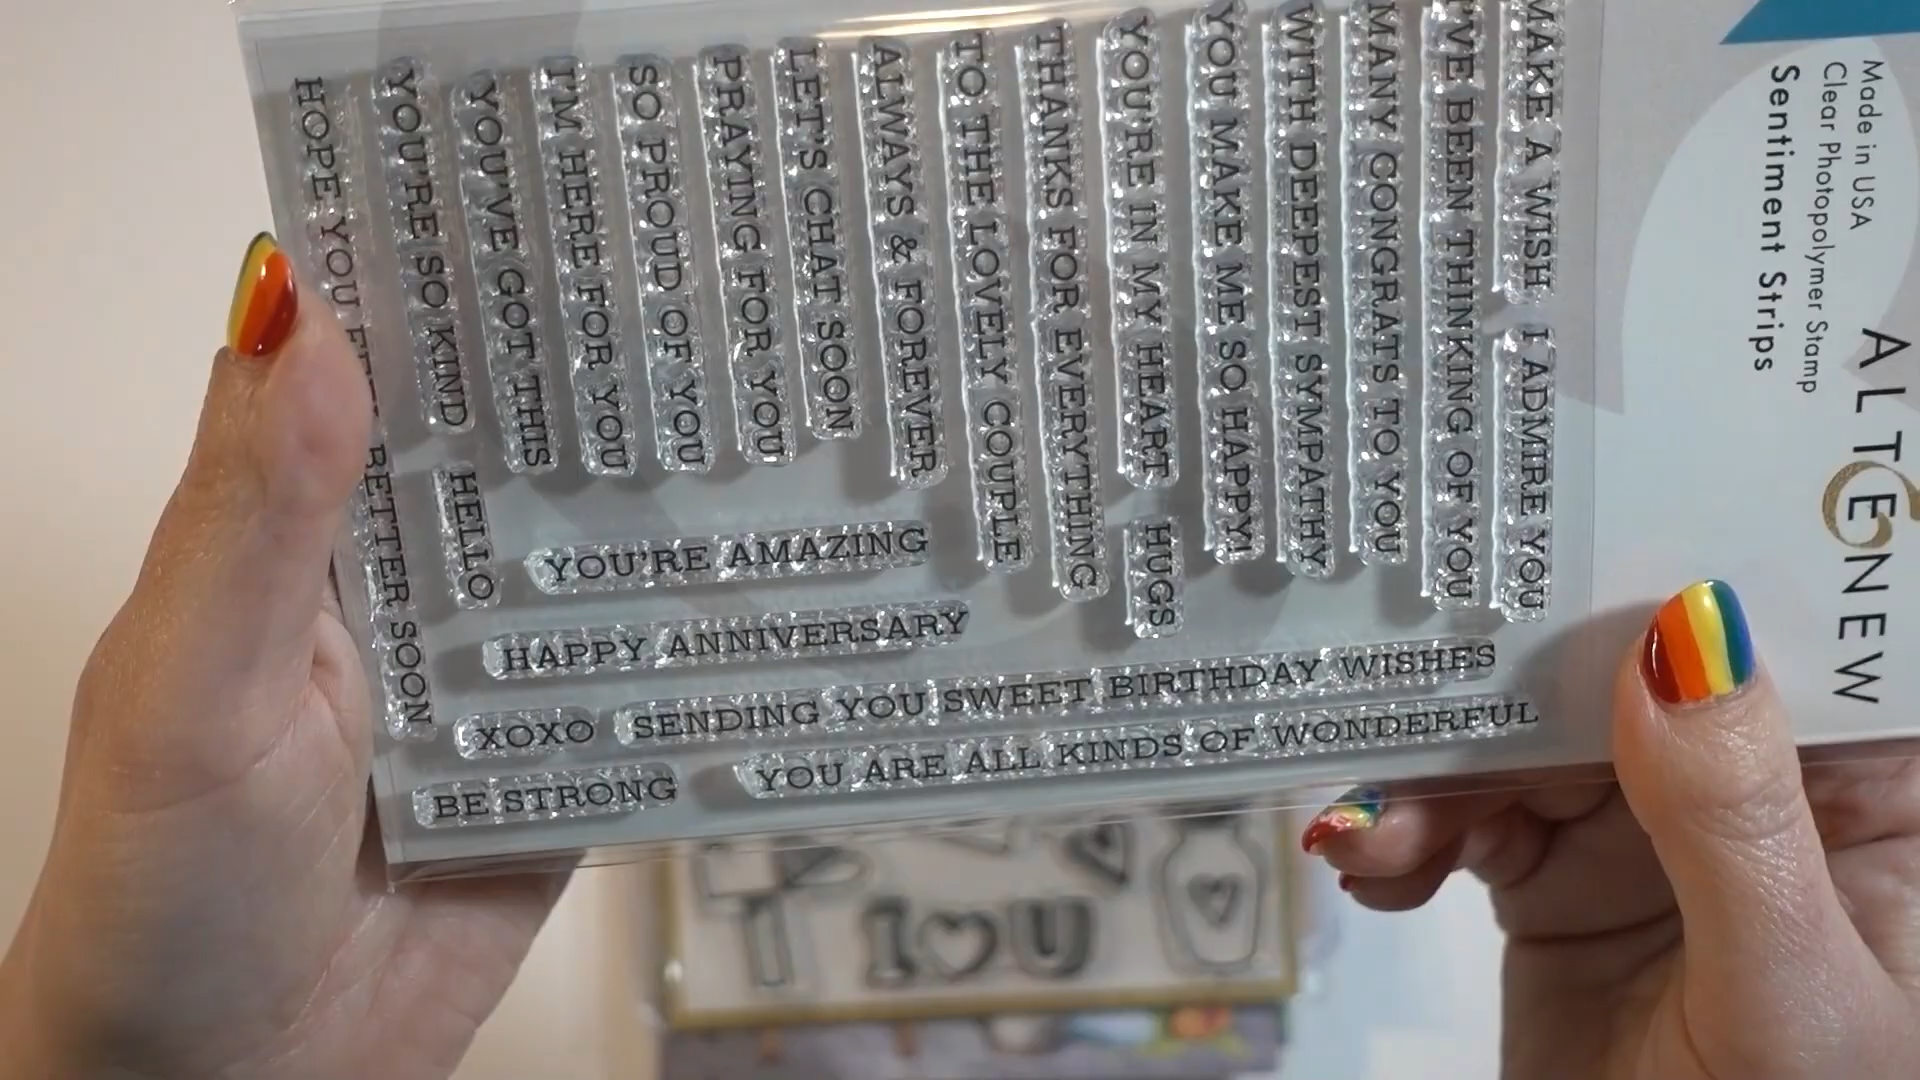 ALTENEW
Made in USA
Clear Photopolymer Stamp
Sentiment Strips
MAKE A WISH
I ADMIRE YOU
I'VE BEEN THINKING OF YOU
MANY CONGRATS TO YOU
WITH DEEPEST SYMPATHY
YOU MAKE ME SO HAPPY!
YOU'RE IN MY HEART
HUGS
THANKS FOR EVERYTHING
TO THE LOVELY COUPLE
ALWAYS & FOREVER
LET'S CHAT SOON
PRAYING FOR YOU
SO PROUD OF YOU
I'M HERE FOR YOU
YOU'VE GOT THIS
YOU'RE SO KIND
HELLO
HOPE YOU FEEL BETTER SOON
YOU'RE AMAZING
HAPPY ANNIVERSARY
XOXO
SENDING YOU SWEET BIRTHDAY WISHES
BE STRONG
YOU ARE ALL KINDS OF WONDERFUL
I U